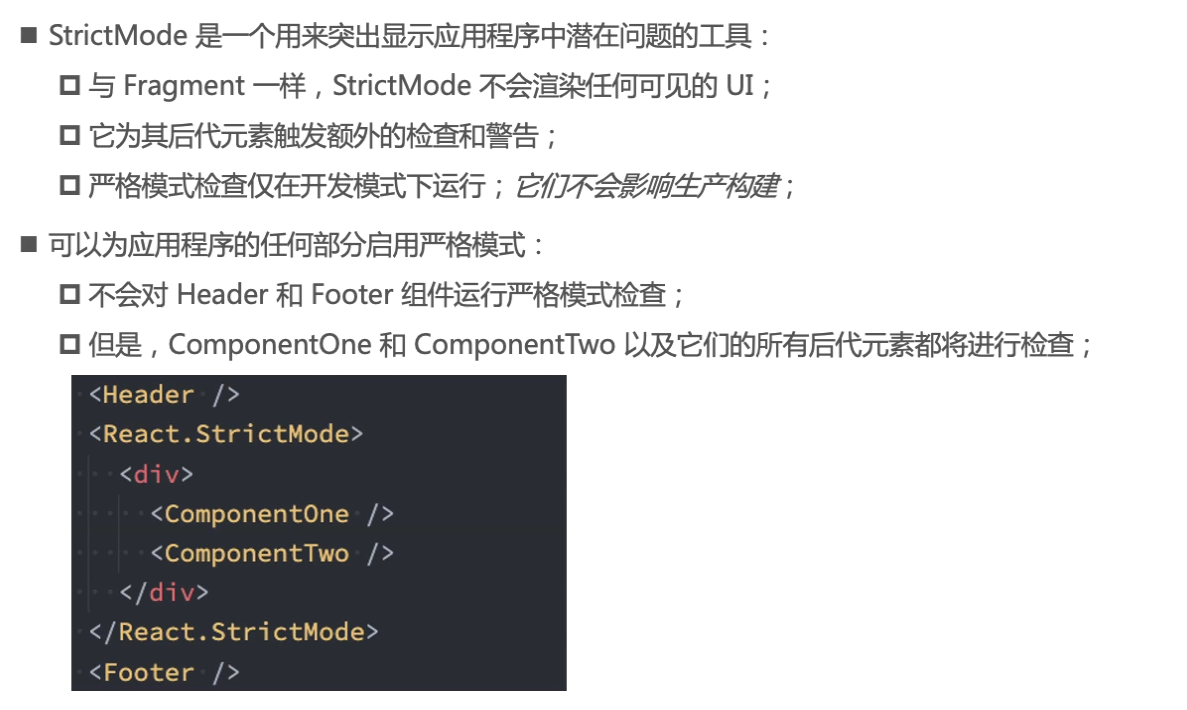 ■ StrictMode 是一个用来突出显示应用程序中潜在问题的工具：
与 Fragment 一样，StrictMode 不会渲染任何可见的 UI；
它为其后代元素触发额外的检查和警告；
严格模式检查仅在开发模式下运行；它们不会影响生产构建；
■ 可以为应用程序的任何部分启用严格模式：
不会对 Header 和 Footer 组件运行严格模式检查；
但是，ComponentOne 和 ComponentTwo 以及它们的所有后代元素都将进行检查；
<Header />
<React.StrictMode>
<div>
<ComponentOne />
<ComponentTwo />
</div>
</React.StrictMode>
<Footer />